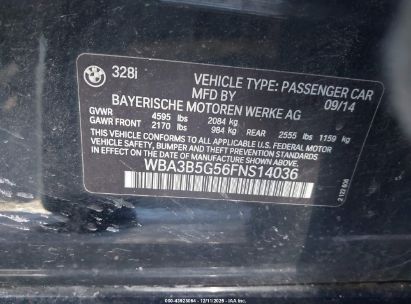 328i
VEHICLE TYPE: PASSENGER CAR
MFD BY 09/14
BAYERISCHE MOTOREN WERKE AG
GVWR 4595 lbs 2084 kg
GAWR FRONT 2170 lbs 984 kg REAR 2555 lbs 1159 kg
THIS VEHICLE CONFORMS TO ALL APPLICABLE FEDERAL MOTOR
VEHICLE SAFETY, BUMPER AND THEFT PREVENTION STANDARDS
IN EFFECT ON THE DATE OF MANUFACTURE SHOWN ABOVE.
WBA3B5G56FNS14036